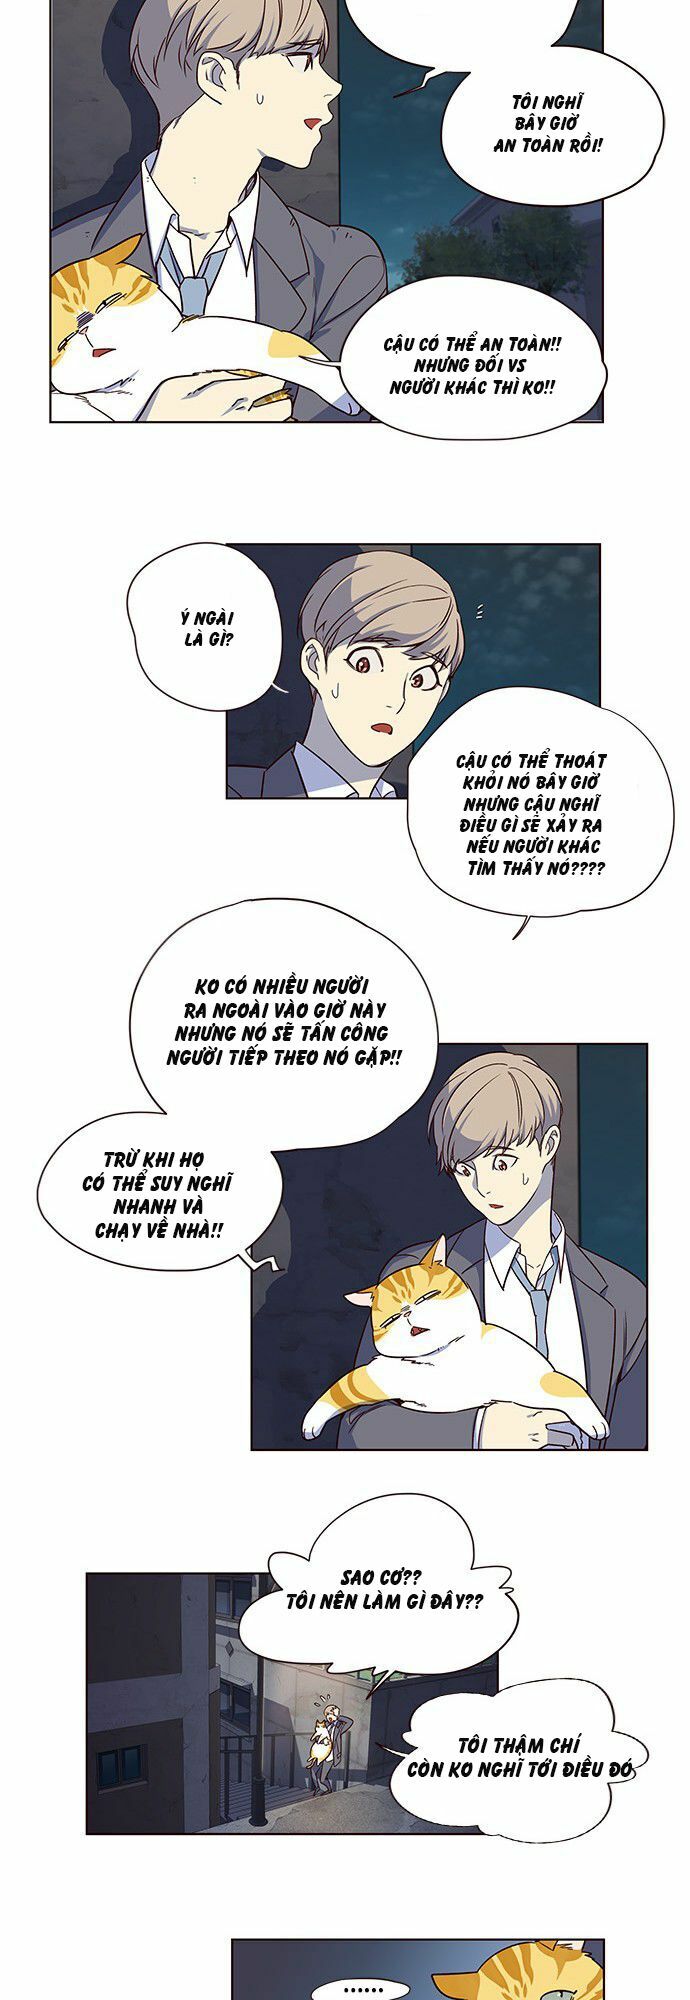 TÔI NGHĨ
BÂY GIỜ
AN TOÀN RỒI!
CẬU CÓ THỂ AN TOÀN!!
NHƯNG ĐỐI VS
NGƯỜI KHÁC THÌ KO!!
Ý NGÀI
LÀ GÌ?
CẬU CÓ THỂ THOÁT
KHỎI NÓ BÂY GIỜ
NHƯNG CẬU NGHĨ
ĐIỀU GÌ SẼ XẢY RA
NẾU NGƯỜI KHÁC
TÌM THẤY NÓ????
KO CÓ NHIỀU NGƯỜI
RA NGOÀI VÀO GIỜ NÀY
NHƯNG NÓ SẼ TẤN CÔNG
NGƯỜI TIẾP THEO NÓ GẶP!!
TRỪ KHI HỌ
CÓ THỂ SUY NGHĨ
NHANH VÀ
CHẠY VỀ NHÀ!!
SAO CƠ??
TÔI NÊN LÀM GÌ ĐÂY??
TÔI THẬM CHÍ
CÒN KO NGHĨ TỚI ĐIỀU ĐÓ
......